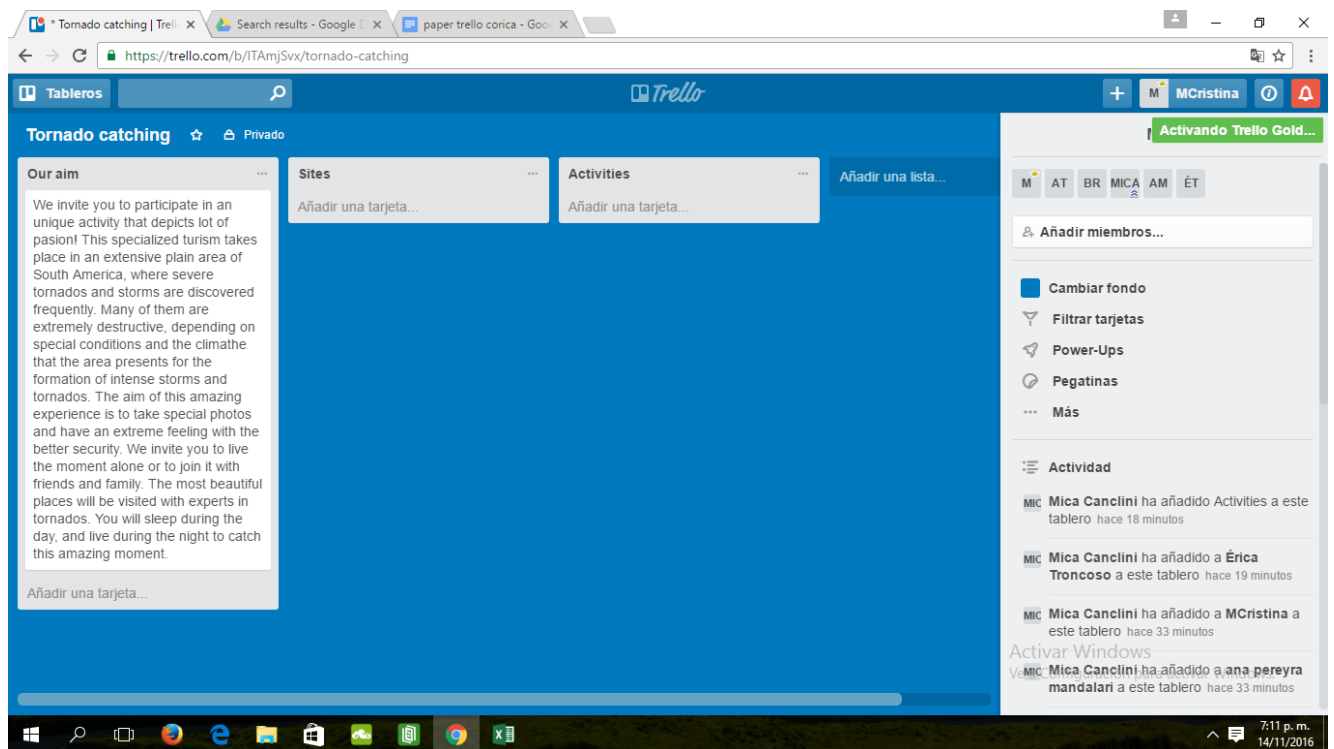 * Tornado catching | Trell
Search results - Google D
paper trello corica - Goo
https://trello.com/b/ITAmjSvx/tornado-catching
Tableros
Trello
M MCristina
Tornado catching Privado
Activando Trello Gold...
Our aim
We invite you to participate in an
unique activity that depicts lot of
pasion! This specialized turism takes
place in an extensive plain area of
South America, where severe
tornados and storms are discovered
frequently. Many of them are
extremely destructive, depending on
special conditions and the climathe
that the area presents for the
formation of intense storms and
tornados. The aim of this amazing
experience is to take special photos
and have an extreme feeling with the
better security. We invite you to live
the moment alone or to join it with
friends and family. The most beautiful
places will be visited with experts in
tornados. You will sleep during the
day, and live during the night to catch
this amazing moment.
Añadir una tarjeta...
Sites
Añadir una tarjeta...
Activities
Añadir una tarjeta...
Añadir una lista...
M AT BR MICA AM ÉT
Añadir miembros...
Cambiar fondo
Filtrar tarjetas
Power-Ups
Pegatinas
Más
Actividad
MIC Mica Canclini ha añadido Activities a este
tablero hace 18 minutos
MIC Mica Canclini ha añadido a Érica
Troncoso a este tablero hace 19 minutos
MIC Mica Canclini ha añadido a MCristina a
este tablero hace 33 minutos
Activar Windows
MIC Mica Canclini ha añadido a ana pereyra
mandalari a este tablero hace 33 minutos
7:11 p. m.
14/11/2016